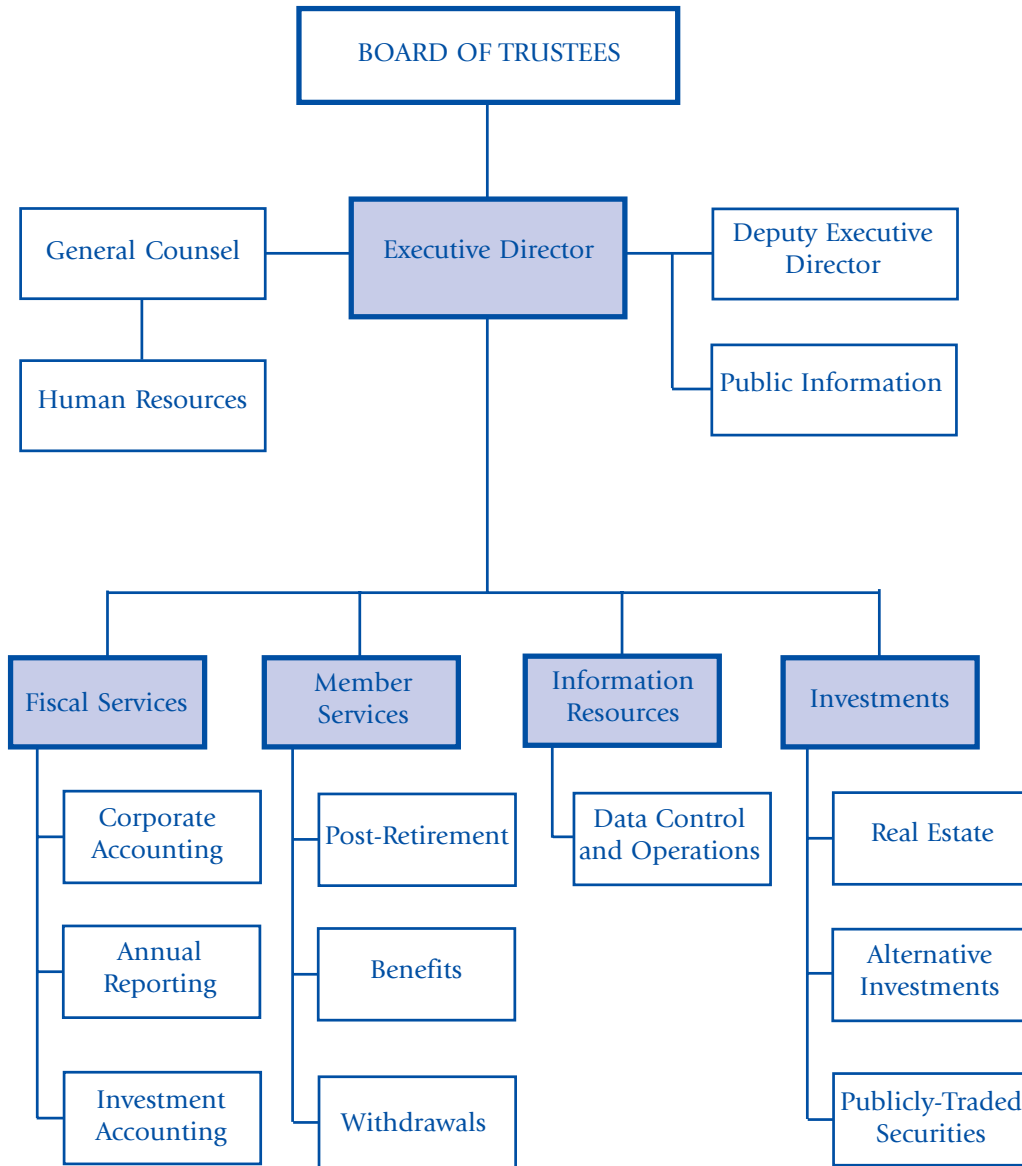 BOARD OF TRUSTEES
General Counsel
Executive Director
Deputy Executive
Director
Human Resources
Public Information
Fiscal Services
Member
Services
Information
Resources
Investments
Corporate
Accounting
Post-Retirement
Data Control
and Operations
Real Estate
Annual
Reporting
Benefits
Alternative
Investments
Investment
Accounting
Withdrawals
Publicly-Traded
Securities